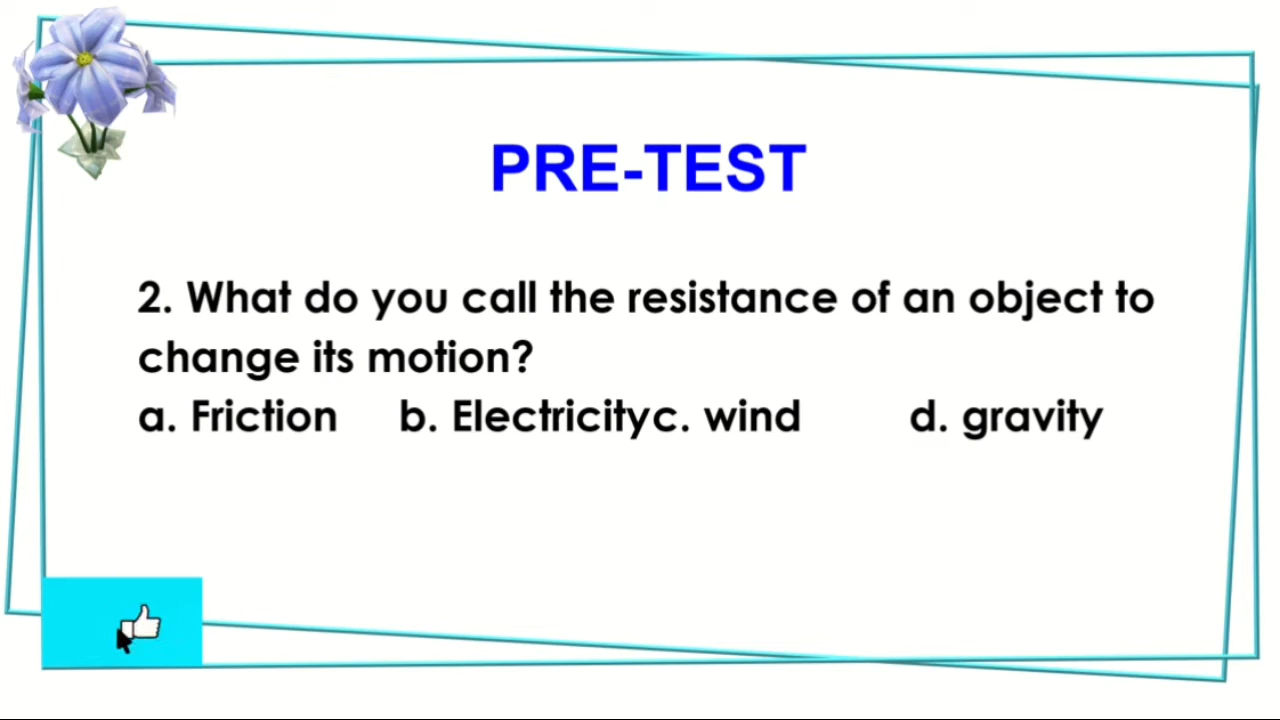 PRE-TEST
2. What do you call the resistance of an object to
change its motion?
a. Friction b. Electricityc. wind d. gravity